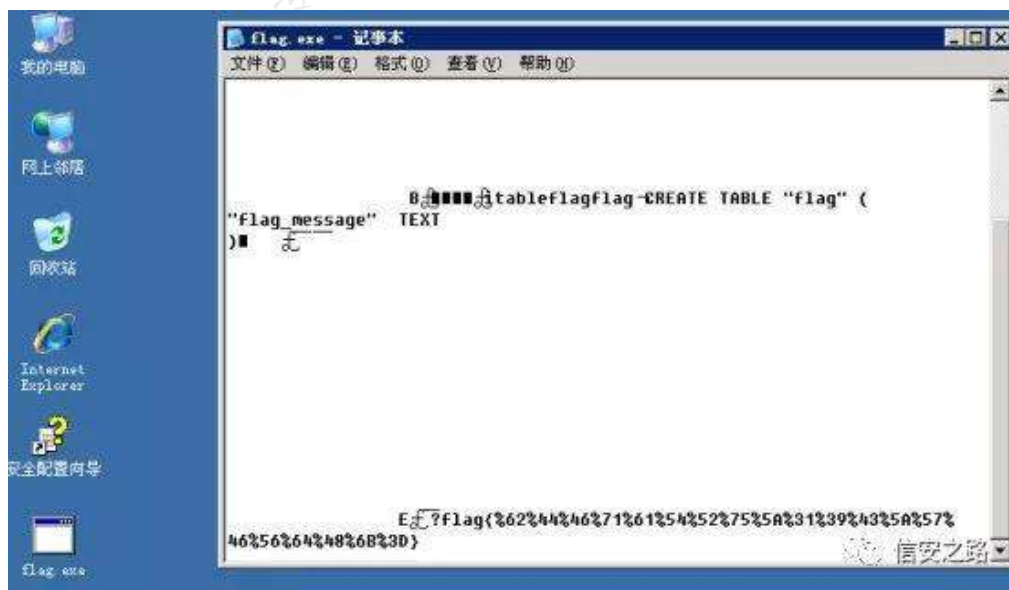 我的电脑
网上邻居
回收站
Internet
Explorer
安全配置向导
flag.exe
flag.exe - 记事本
文件(F) 编辑(E) 格式(O) 查看(V) 帮助(H)
tableflagflag CREATE TABLE "flag" (
"flag_message" TEXT
)
?flag{%62%44%46%71%61%54%52%75%5A%31%39%43%5A%57%
46%56%64%48%6B%3D}
信安之路